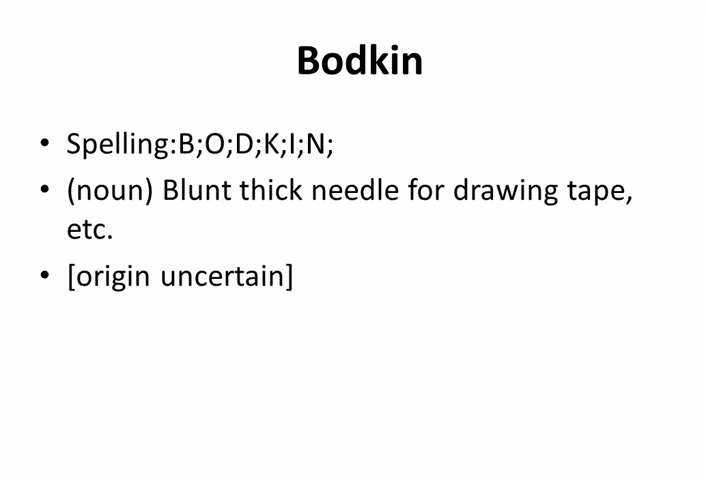 Bodkin
• Spelling:B;O;D;K;I;N;
• (noun) Blunt thick needle for drawing tape,
etc.
• [origin uncertain]